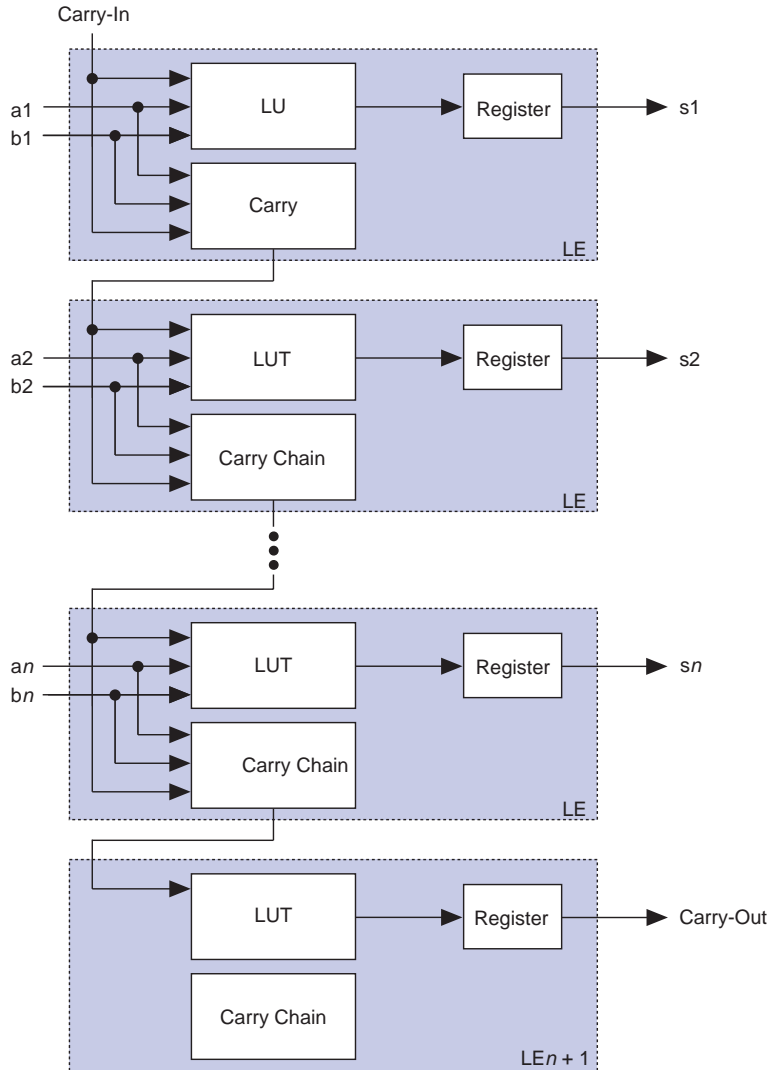 Carry-In
a1
b1
LU
Register
s1
Carry
LE
a2
b2
LUT
Register
s2
Carry Chain
LE
an
bn
LUT
Register
sn
Carry Chain
LE
LUT
Register
Carry-Out
Carry Chain
LEn + 1